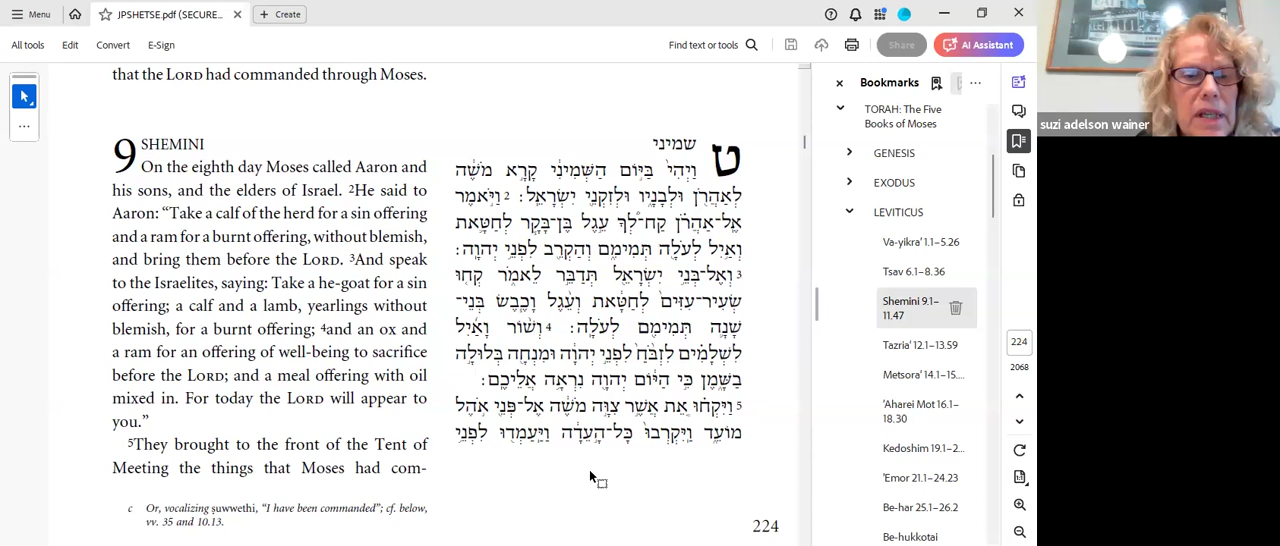 Menu
JPSHETSE.pdf (SECURE...
Create
All tools
Edit
Convert
E-Sign
Find text or tools
Share
AI Assistant
that the LORD had commanded through Moses.
9 SHEMINI
On the eighth day Moses called Aaron and
his sons, and the elders of Israel. 2He said to
Aaron: “Take a calf of the herd for a sin offering
and a ram for a burnt offering, without blemish,
and bring them before the LORD. 3And speak
to the Israelites, saying: Take a he-goat for a sin
offering; a calf and a lamb, yearlings without
blemish, for a burnt offering; 4and an ox and
a ram for an offering of well-being to sacrifice
before the LORD; and a meal offering with oil
mixed in. For today the LORD will appear to
you.”
5They brought to the front of the Tent of
Meeting the things that Moses had com-
c Or, vocalizing ṣuwwethi, “I have been commanded”; cf. below,
vv. 35 and 10.13.
ט שמיני
וַיְהִי֙ בַּיּ֣וֹם הַשְּׁמִינִ֔י קָרָ֣א מֹשֶׁ֔ה
לְאַהֲרֹ֖ן וּלְבָנָ֑יו וּלְזִקְנֵ֖י יִשְׂרָאֵֽל׃ 2 וַיֹּ֣אמֶר
אֶֽל־אַהֲרֹ֗ן קַח־לְ֠ךָ עֵ֣גֶל בֶּן־בָּקָ֧ר לְחַטָּ֛את
וְאַ֥יִל לְעֹלָ֖ה תְּמִימִ֑ם וְהַקְרֵ֖ב לִפְנֵ֥י יְהוָֽה׃
3 וְאֶל־בְּנֵ֥י יִשְׂרָאֵ֖ל תְּדַבֵּ֣ר לֵאמֹ֑ר קְח֤וּ
שְׂעִיר־עִזִּים֙ לְחַטָּ֔את וְעֵ֨גֶל וָכֶ֧בֶשׂ בְּנֵי־
שָׁנָ֛ה תְּמִימִ֖ם לְעֹלָֽה׃ 4 וְשׁ֨וֹר וָאַ֜יִל
לִשְׁלָמִ֗ים לִזְבֹּ֙חַ֙ לִפְנֵ֣י יְהוָ֔ה וּמִנְחָ֖ה בְּלוּלָ֣ה
בַשָּׁ֑מֶן כִּ֣י הַיּ֔וֹם יְהוָ֖ה נִרְאָ֥ה אֲלֵיכֶֽם׃
5 וַיִּקְח֗וּ אֵ֚ת אֲשֶׁ֣ר צִוָּ֣ה מֹשֶׁ֔ה אֶל־פְּנֵ֖י אֹ֣הֶל
מוֹעֵ֑ד וַֽיִּקְרְבוּ֙ כָּל־הָ֣עֵדָ֔ה וַיַּֽעַמְד֖וּ לִפְנֵ֥י
224
Bookmarks
TORAH: The Five
Books of Moses
GENESIS
EXODUS
LEVITICUS
Va-yikra’ 1.1–5.26
Tsav 6.1–8.36
Shemini 9.1–
11.47
Tazria‘ 12.1–13.59
Metsora‘ 14.1–15....
’Aharei Mot 16.1–
18.30
Kedoshim 19.1–2...
’Emor 21.1–24.23
Be-har 25.1–26.2
Be-hukkotai
224
2068
suzi adelson wainer